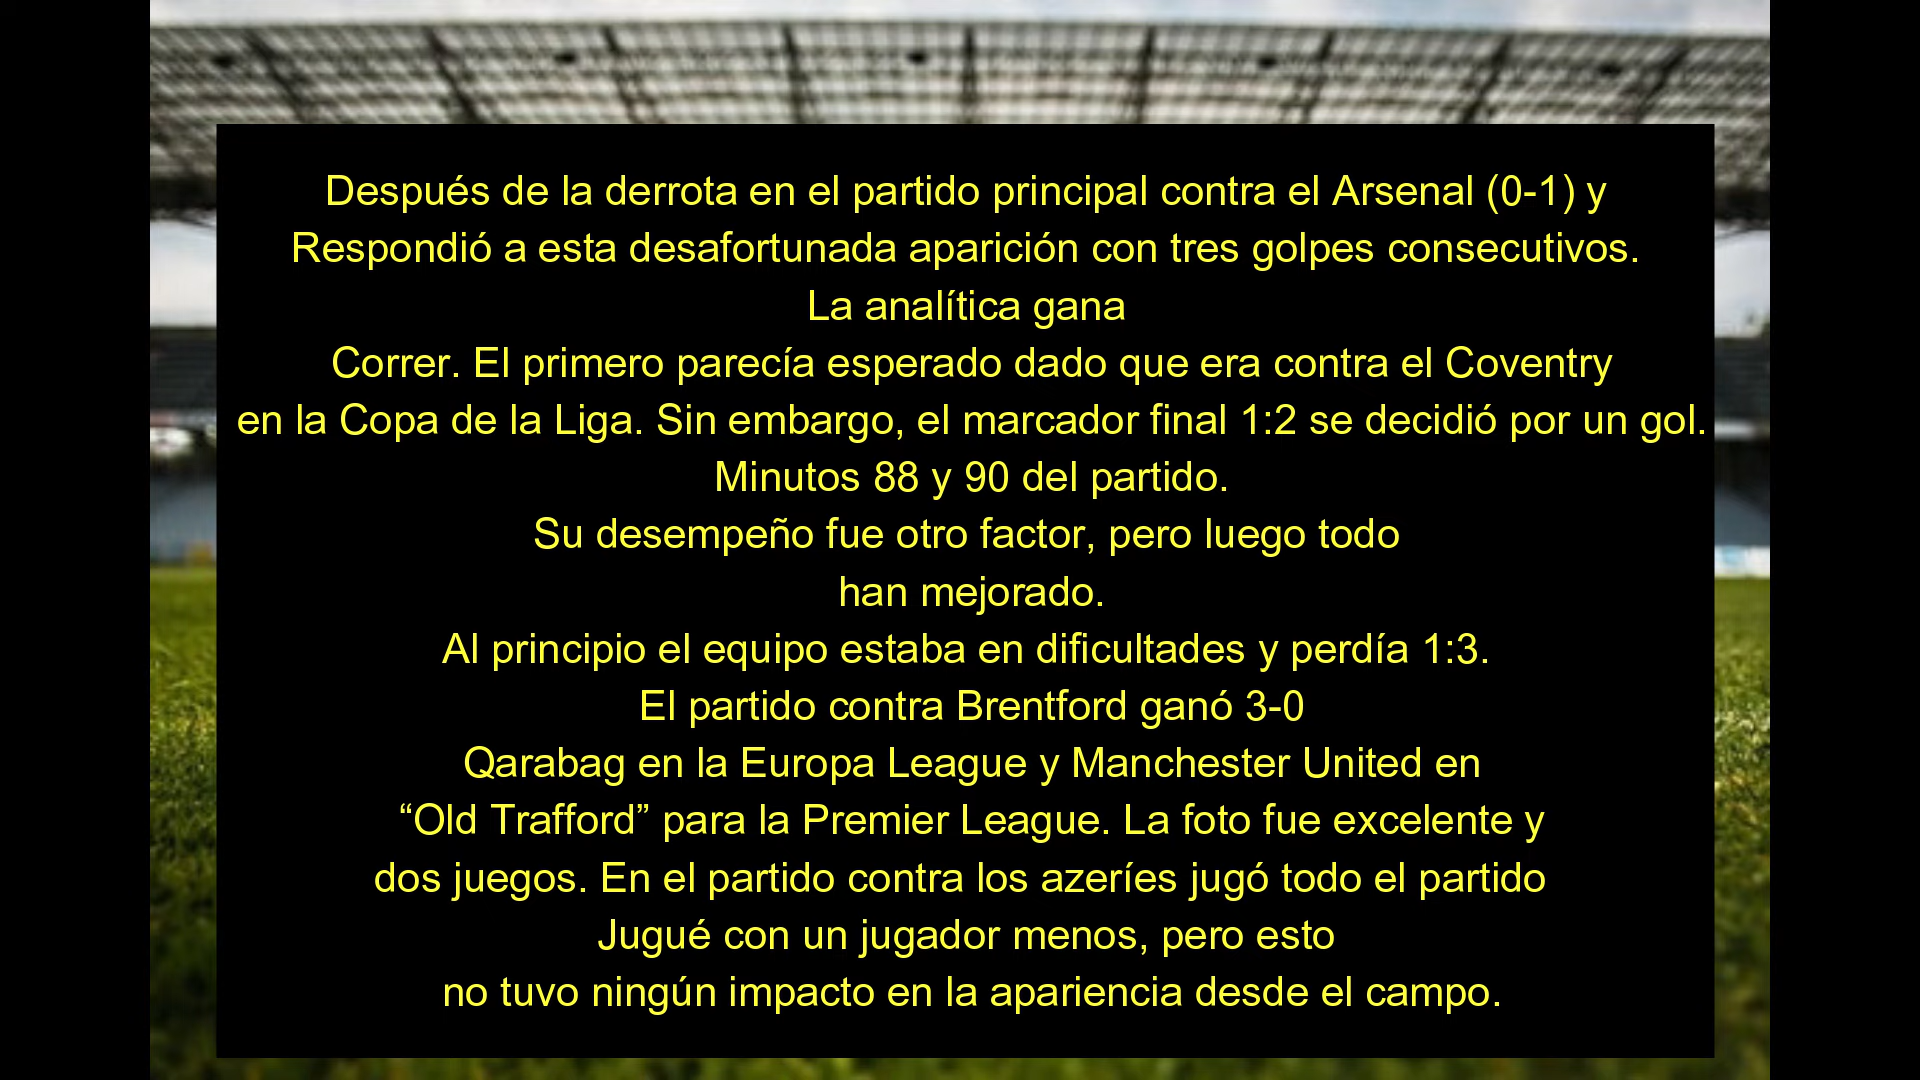 Después de la derrota en el partido principal contra el Arsenal (0-1) y
Respondió a esta desafortunada aparición con tres golpes consecutivos.
La analítica gana
Correr. El primero parecía esperado dado que era contra el Coventry
en la Copa de la Liga. Sin embargo, el marcador final 1:2 se decidió por un gol.
Minutos 88 y 90 del partido.
Su desempeño fue otro factor, pero luego todo
han mejorado.
Al principio el equipo estaba en dificultades y perdía 1:3.
El partido contra Brentford ganó 3-0
Qarabag en la Europa League y Manchester United en
“Old Trafford” para la Premier League. La foto fue excelente y
dos juegos. En el partido contra los azeríes jugó todo el partido
Jugué con un jugador menos, pero esto
no tuvo ningún impacto en la apariencia desde el campo.